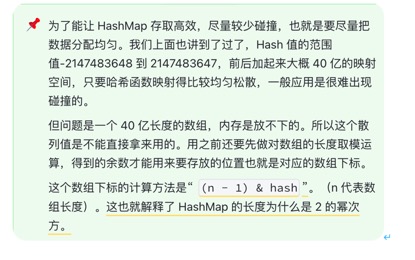 为了能让 HashMap 存取高效，尽量较少碰撞，也就是要尽量把
数据分配均匀。我们上面也讲到了过了，Hash 值的范围
值-2147483648 到 2147483647，前后加起来大概 40 亿的映射
空间，只要哈希函数映射得比较均匀松散，一般应用是很难出现
碰撞的。
但问题是一个 40 亿长度的数组，内存是放不下的。所以这个散
列值是不能直接拿来用的。用之前还要先做对数组的长度取模运
算，得到的余数才能用来要存放的位置也就是对应的数组下标。
这个数组下标的计算方法是“ (n - 1) & hash ”。（n 代表数
组长度）。这也就解释了 HashMap 的长度为什么是 2 的幂次
方。